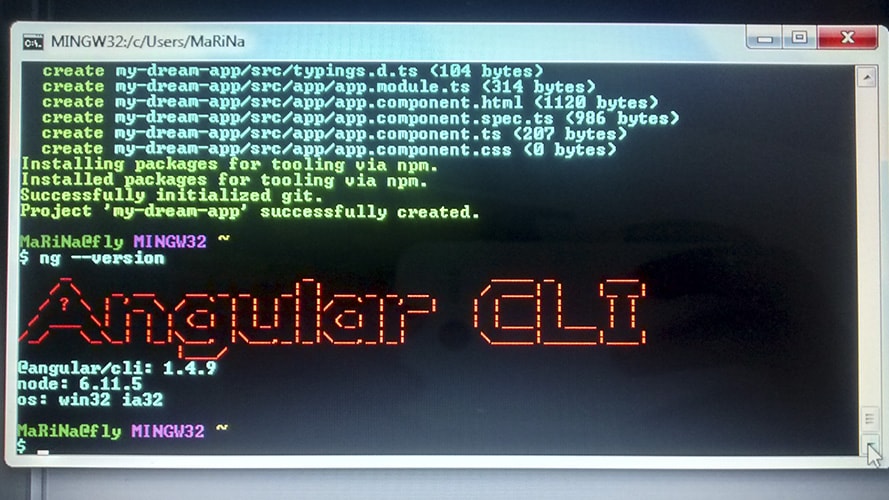 MINGW32:/c/Users/MaRiNa
create my-dream-app/src/typings.d.ts (104 bytes)
create my-dream-app/src/app/app.module.ts (314 bytes)
create my-dream-app/src/app/app.component.html (1120 bytes)
create my-dream-app/src/app/app.component.spec.ts (986 bytes)
create my-dream-app/src/app/app.component.ts (207 bytes)
create my-dream-app/src/app/app.component.css (0 bytes)
Installing packages for tooling via npm.
Installed packages for tooling via npm.
Successfully initialized git.
Project 'my-dream-app' successfully created.
MaRiNa@fly MINGW32 ~
$ ng --version
Angular CLI
@angular/cli: 1.4.9
node: 6.11.5
os: win32 ia32
MaRiNa@fly MINGW32 ~
$